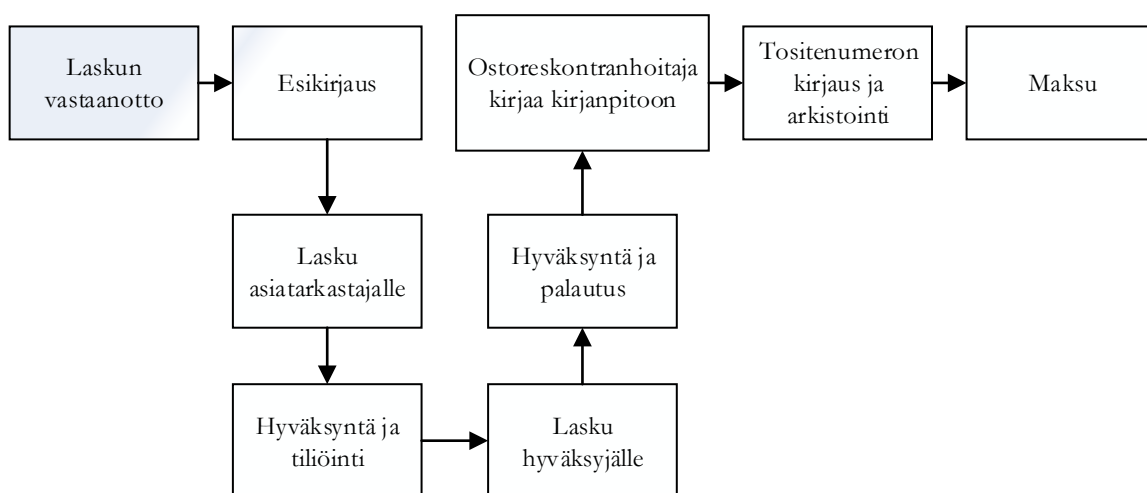 Laskun
vastaanotto
Esikirjaus
Lasku
asiatarkastajalle
Hyväksyntä ja
tiliöinti
Lasku
hyväksyjälle
Hyväksyntä ja
palautus
Ostoreskontranhoitaja
kirjaa kirjanpitoon
Tositenumeron
kirjaus ja
arkistointi
Maksu